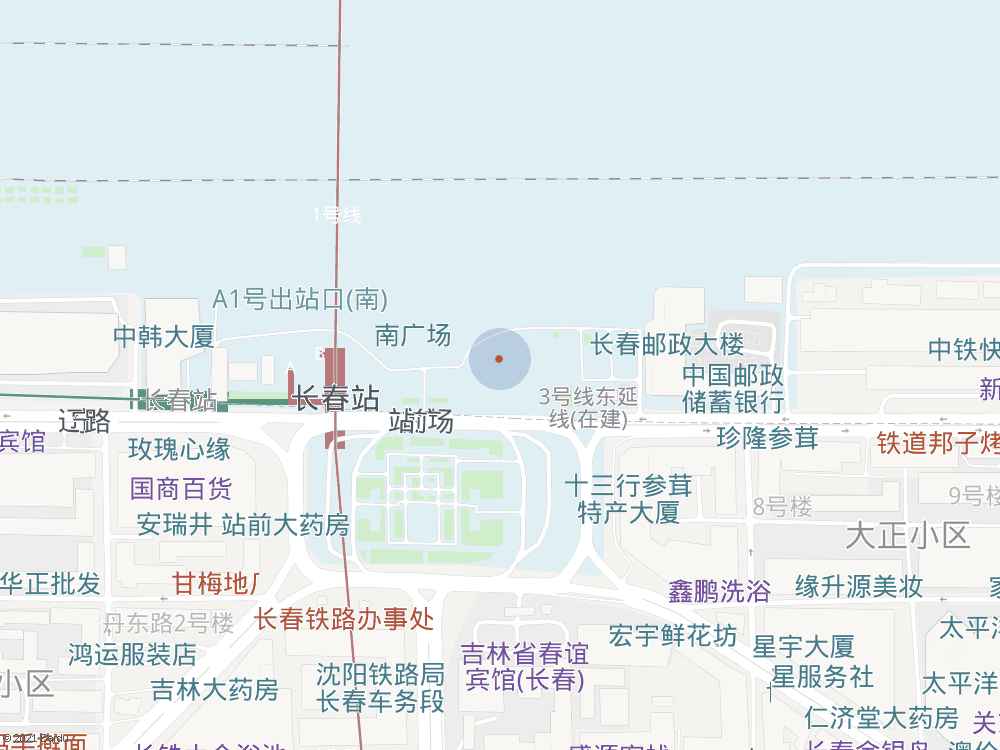 1号线
A1号出站口(南)
中韩大厦
南广场
长春邮政大楼
中铁快
中国邮政
储蓄银行
新
长春站
长春站
3号线东延
线(在建)
宾馆
玫瑰心缘
珍隆参茸
铁道邦子烤
国商百货
十三行参茸
特产大厦
8号楼
9号楼
安瑞井 站前大药房
大正小区
华正批发
甘梅地
鑫鹏洗浴
缘升源美妆
丹东路2号楼
长春铁路办事处
宏宇鲜花坊
星宇大厦
太平洋
鸿运服装店
吉林省春谊
宾馆(长春)
小区
吉林大药房
沈阳铁路局
长春车务段
星服务社
太平洋
仁济堂大药房
© 2021 Baidu